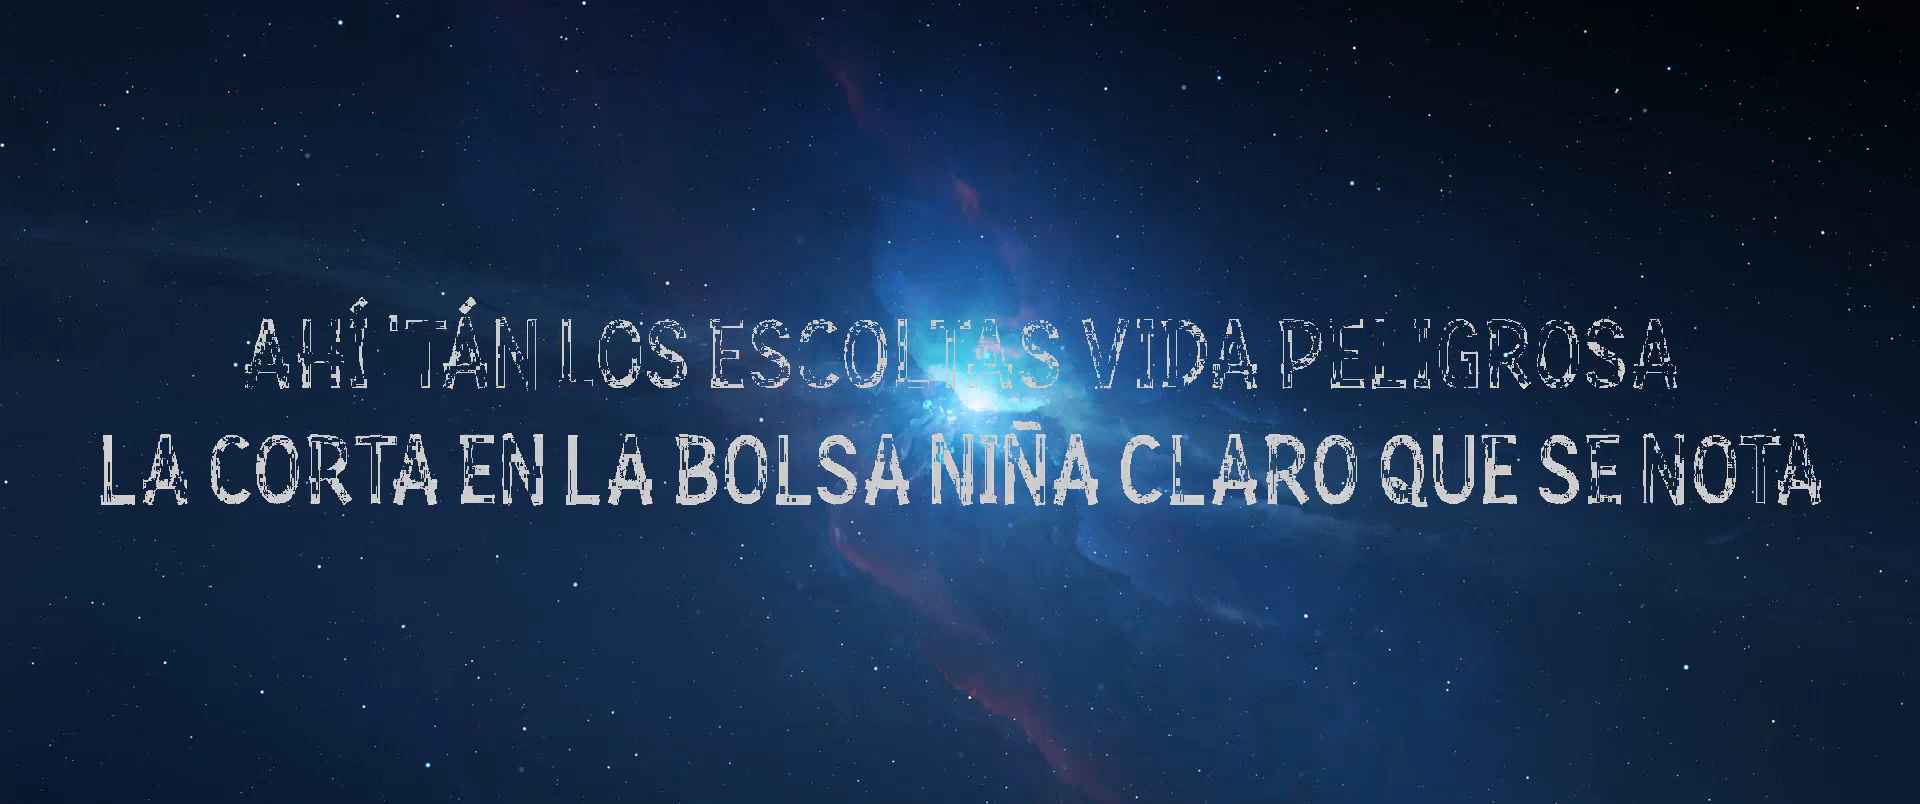 AHÍ 'TÁN LOS ESCOLTAS VIDA PELIGROSA
LA CORTA EN LA BOLSA NIÑA CLARO QUE SE NOTA